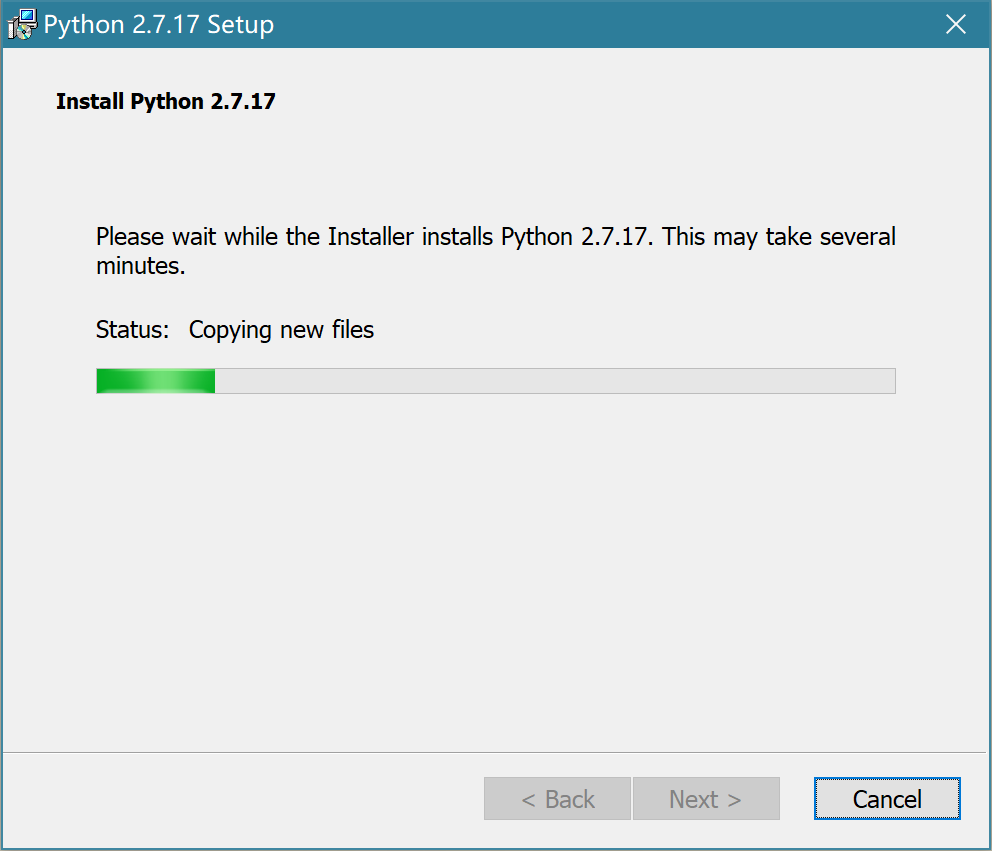 Python 2.7.17 Setup
Install Python 2.7.17
Please wait while the Installer installs Python 2.7.17. This may take several
minutes.
Status: Copying new files
< Back Next > Cancel